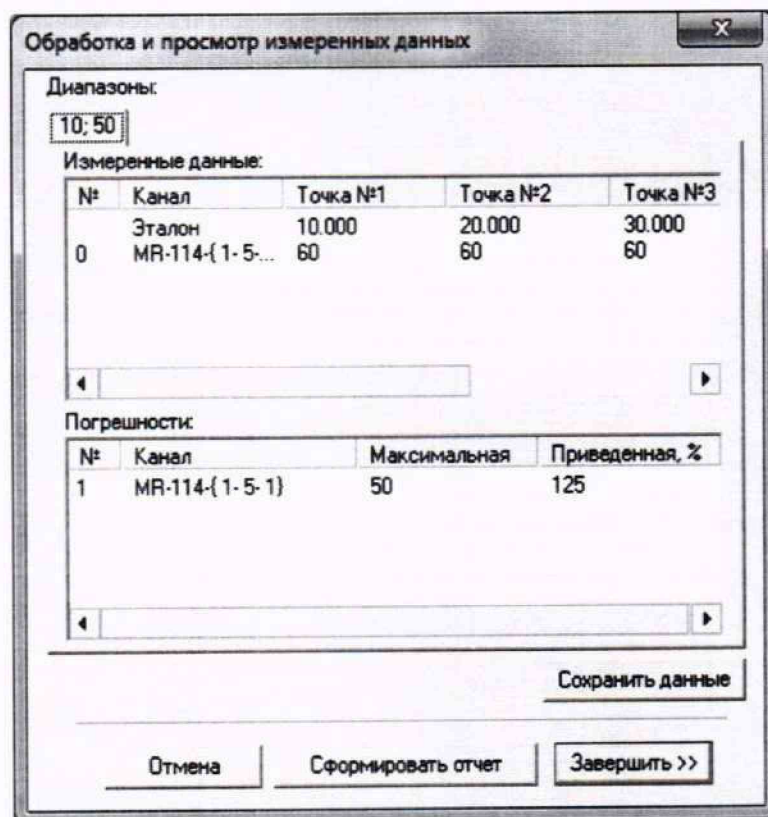 Обработка и просмотр измеренных данных
Диапазоны:
10; 50
Измеренные данные:
№ Канал Точка №1 Точка №2 Точка №3
Эталон 10.000 20.000 30.000
0 MR-114-{ 1- 5-... 60 60 60
Погрешности:
№ Канал Максимальная Приведенная, %
1 MR-114-{ 1- 5- 1} 50 125
Сохранить данные
Отмена Сформировать отчет Завершить >>